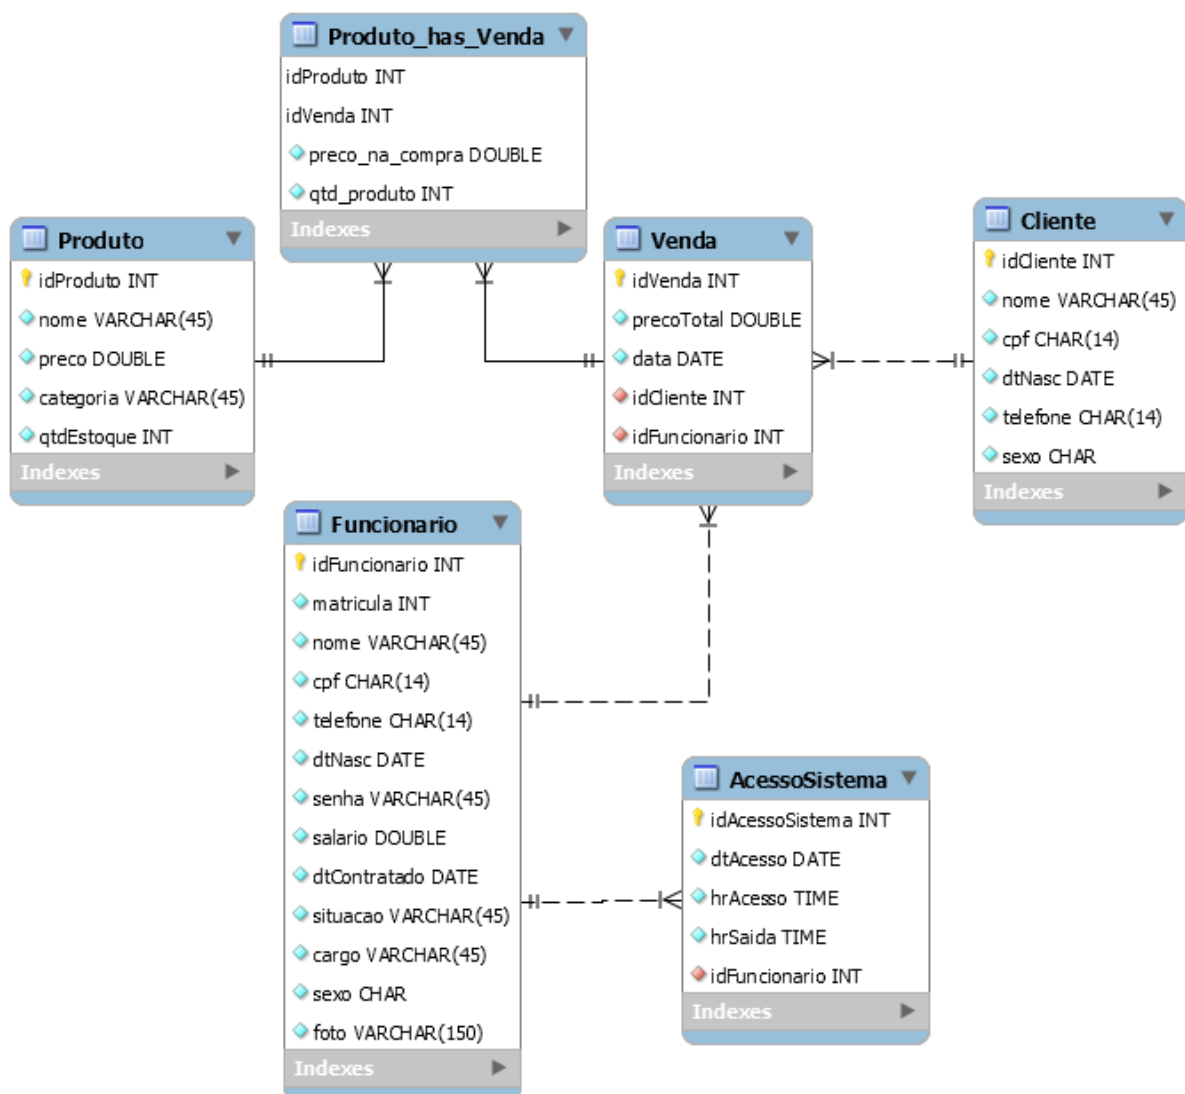 Produto_has_Venda
idProduto INT
idVenda INT
preco_na_compra DOUBLE
qtd_produto INT
Indexes
Produto
idProduto INT
nome VARCHAR(45)
preco DOUBLE
categoria VARCHAR(45)
qtdEstoque INT
Indexes
Venda
idVenda INT
precoTotal DOUBLE
data DATE
idCliente INT
idFuncionario INT
Indexes
Cliente
idCliente INT
nome VARCHAR(45)
cpf CHAR(14)
dtNasc DATE
telefone CHAR(14)
sexo CHAR
Indexes
Funcionario
idFuncionario INT
matricula INT
nome VARCHAR(45)
cpf CHAR(14)
telefone CHAR(14)
dtNasc DATE
senha VARCHAR(45)
salario DOUBLE
dtContratado DATE
situacao VARCHAR(45)
cargo VARCHAR(45)
sexo CHAR
foto VARCHAR(150)
Indexes
AcessoSistema
idAcessoSistema INT
dtAcesso DATE
hrAcesso TIME
hrSaida TIME
idFuncionario INT
Indexes